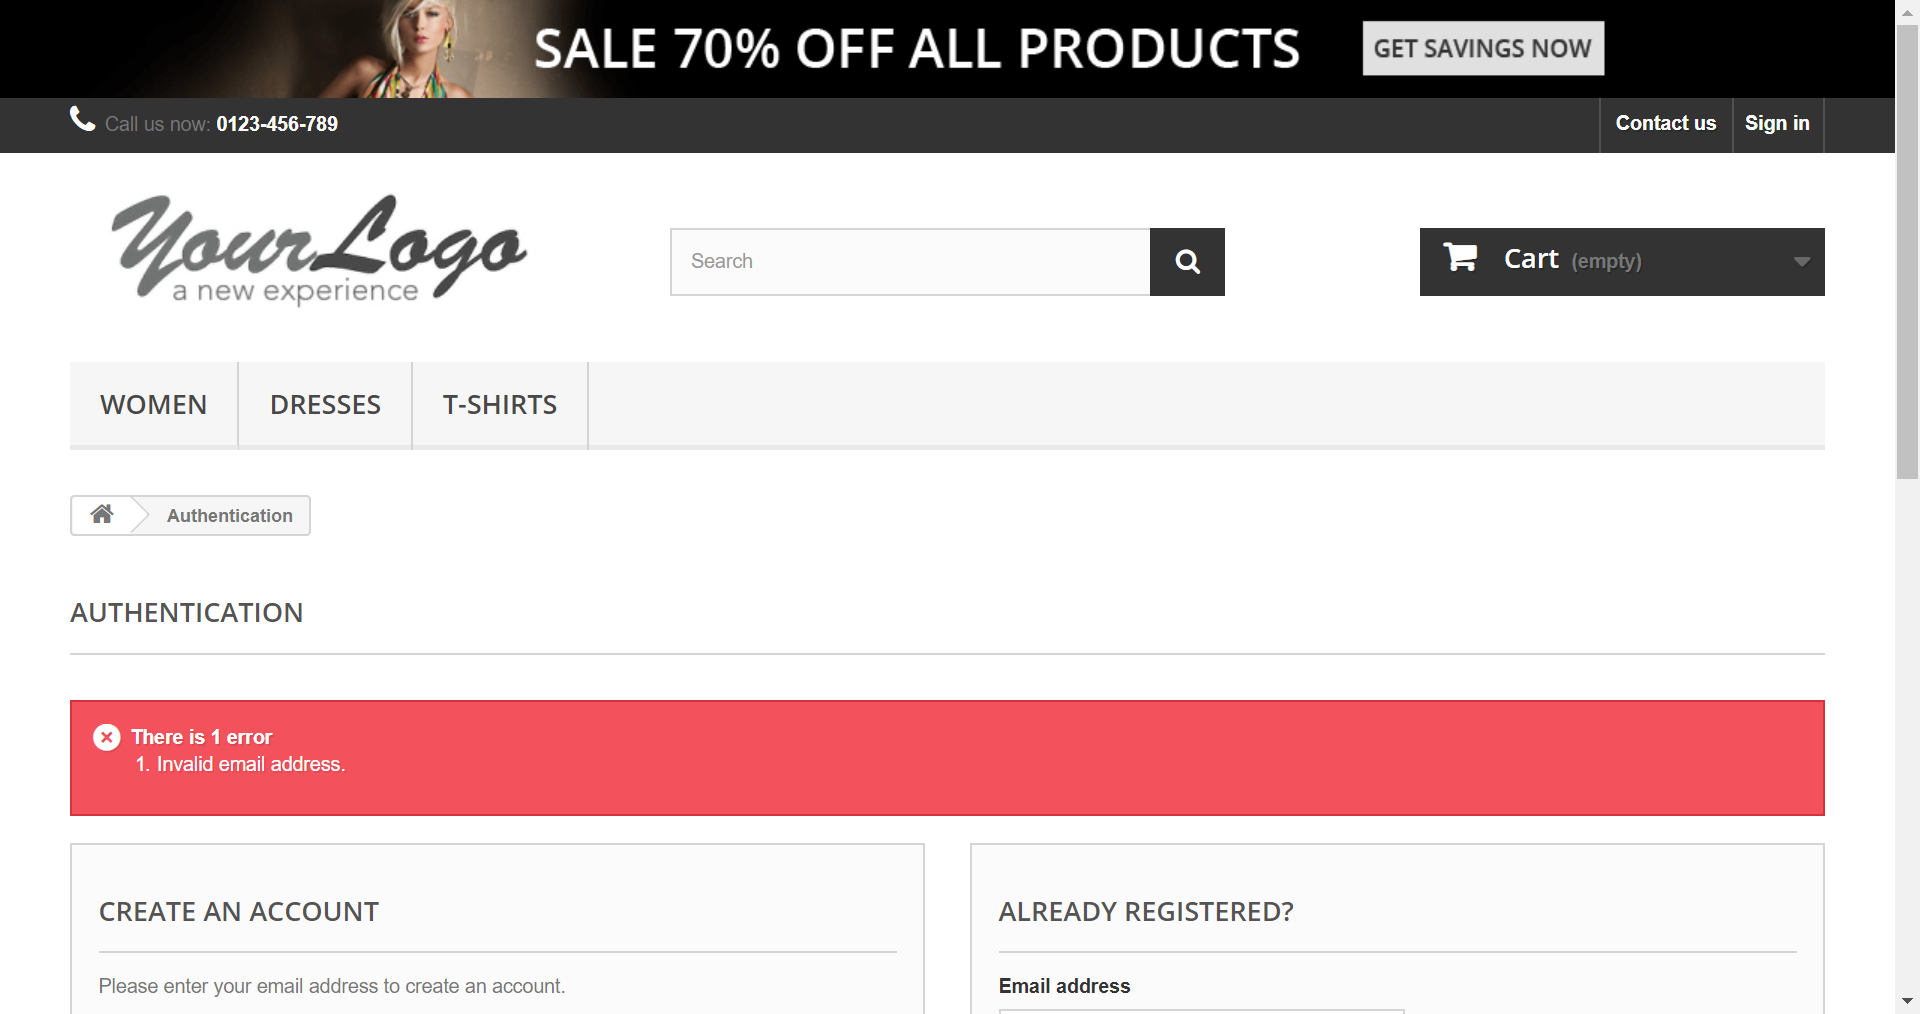 SALE 70% OFF ALL PRODUCTS GET SAVINGS NOW
Call us now: 0123-456-789
Contact us Sign in
YourLogo
a new experience
Search
Cart (empty)
WOMEN DRESSES T-SHIRTS
Authentication
AUTHENTICATION
There is 1 error
1. Invalid email address.
CREATE AN ACCOUNT
Please enter your email address to create an account.
ALREADY REGISTERED?
Email address